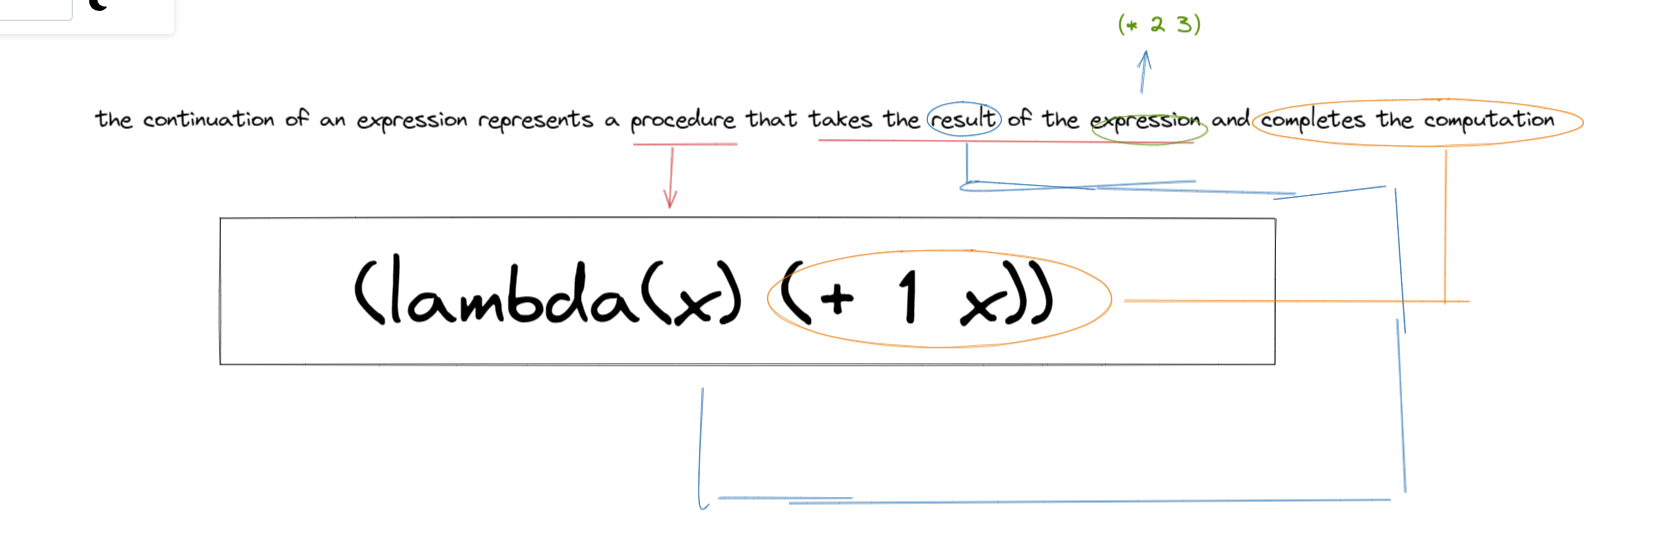 (* 2 3)
the continuation of an expression represents a procedure that takes the result of the expression and completes the computation
(lambda(x) (+ 1 x))